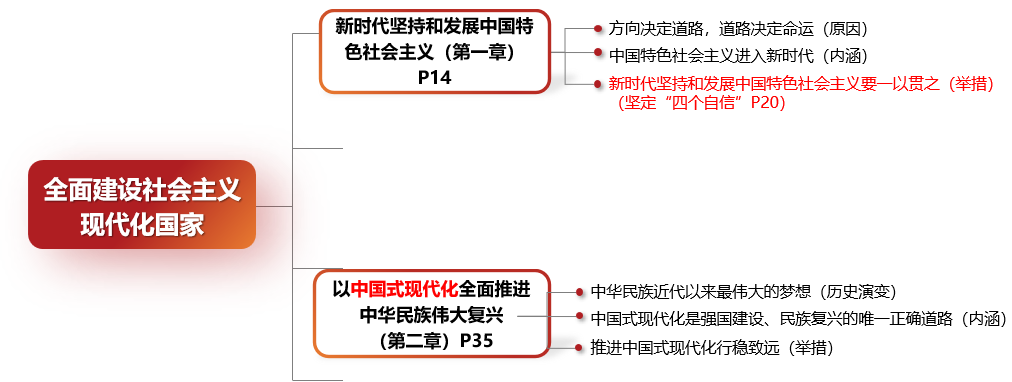 全面建设社会主义
现代化国家
新时代坚持和发展中国特
色社会主义（第一章）
P14
方向决定道路，道路决定命运（原因）
中国特色社会主义进入新时代（内涵）
新时代坚持和发展中国特色社会主义要一以贯之（举措）
（坚定“四个自信”P20）
以中国式现代化全面推进
中华民族伟大复兴
（第二章）P35
中华民族近代以来最伟大的梦想（历史演变）
中国式现代化是强国建设、民族复兴的唯一正确道路（内涵）
推进中国式现代化行稳致远（举措）